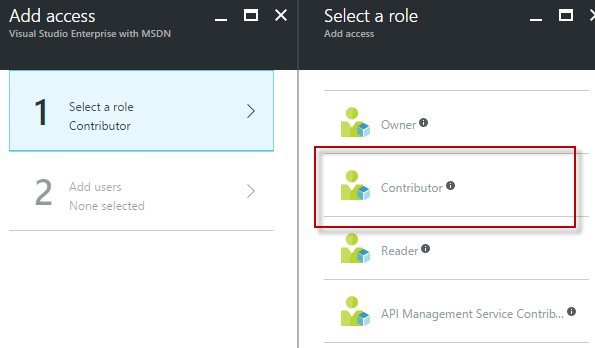 Add access
Visual Studio Enterprise with MSDN
1
Select a role
Contributor
2
Add users
None selected
Select a role
Add access
Owner
Contributor
Reader
API Management Service Contrib...